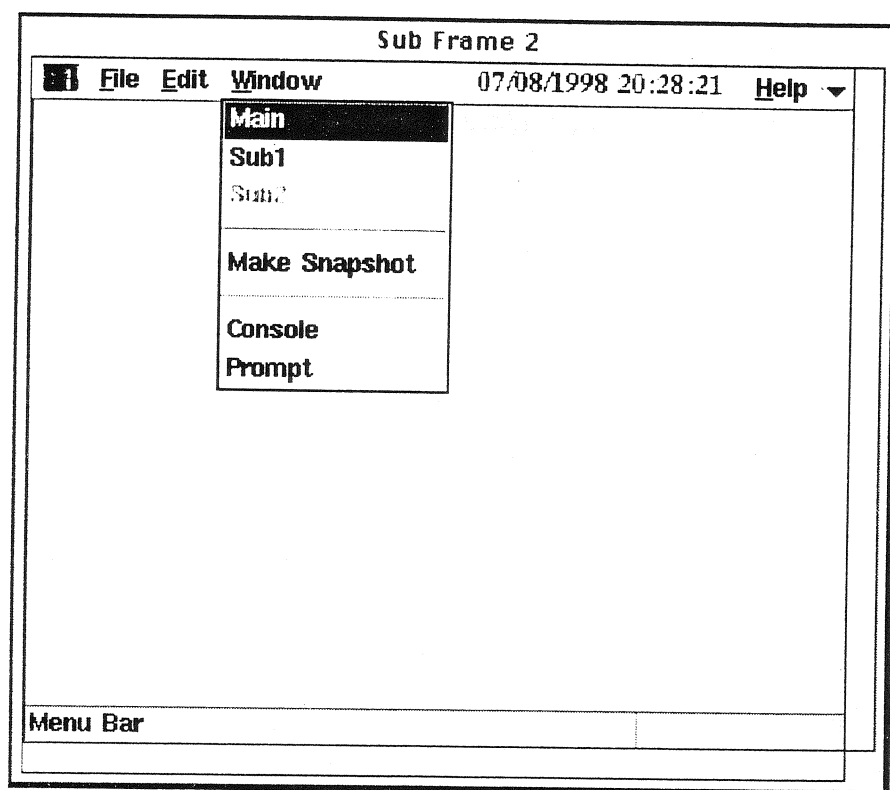 Sub Frame 2
File Edit Window 07/08/1998 20:28:21 Help
Main
Sub1
Sub2
Make Snapshot
Console
Prompt
Menu Bar